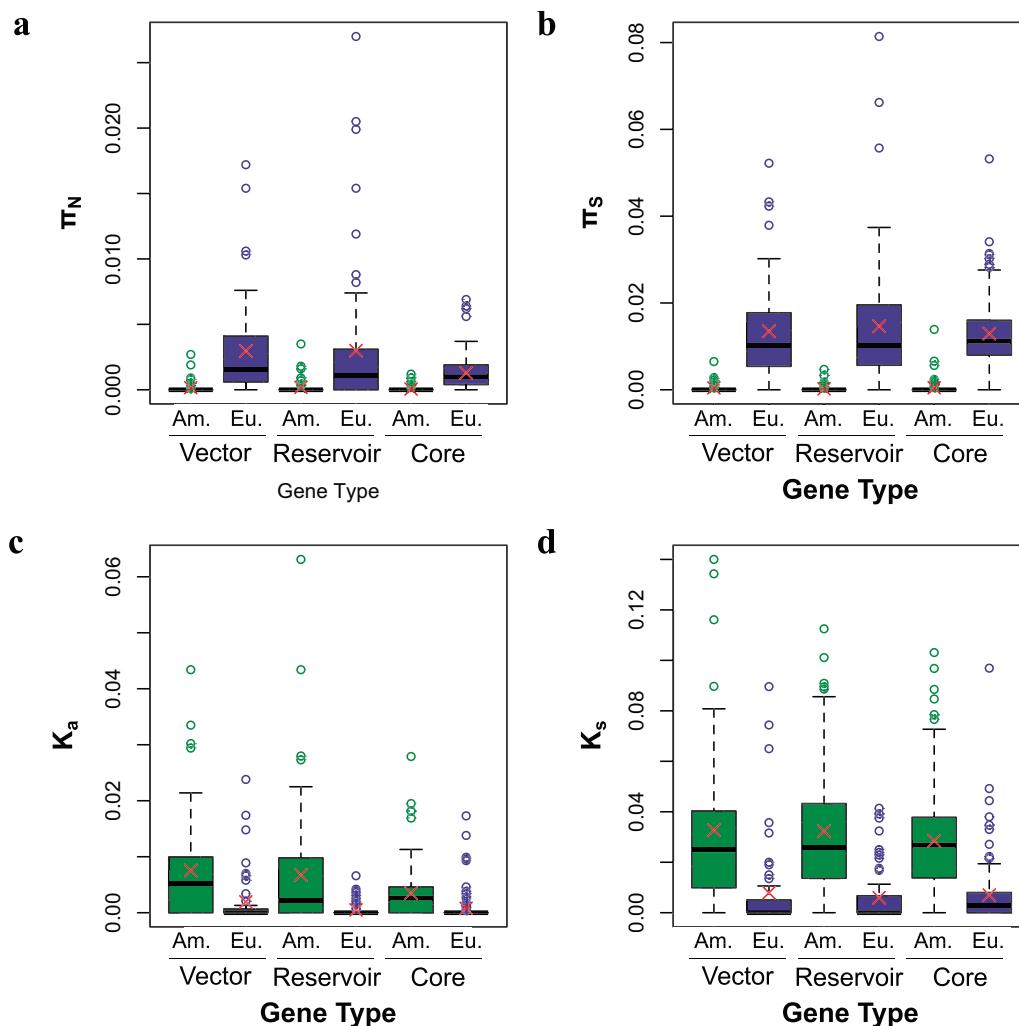 a
πN
0.020
0.010
0.000
Am. Eu. Am. Eu. Am. Eu.
Vector Reservoir Core
Gene Type
b
πS
0.08
0.06
0.04
0.02
0.00
Am. Eu. Am. Eu. Am. Eu.
Vector Reservoir Core
Gene Type
c
Ka
0.06
0.04
0.02
0.00
Am. Eu. Am. Eu. Am. Eu.
Vector Reservoir Core
Gene Type
d
Ks
0.12
0.08
0.04
0.00
Am. Eu. Am. Eu. Am. Eu.
Vector Reservoir Core
Gene Type